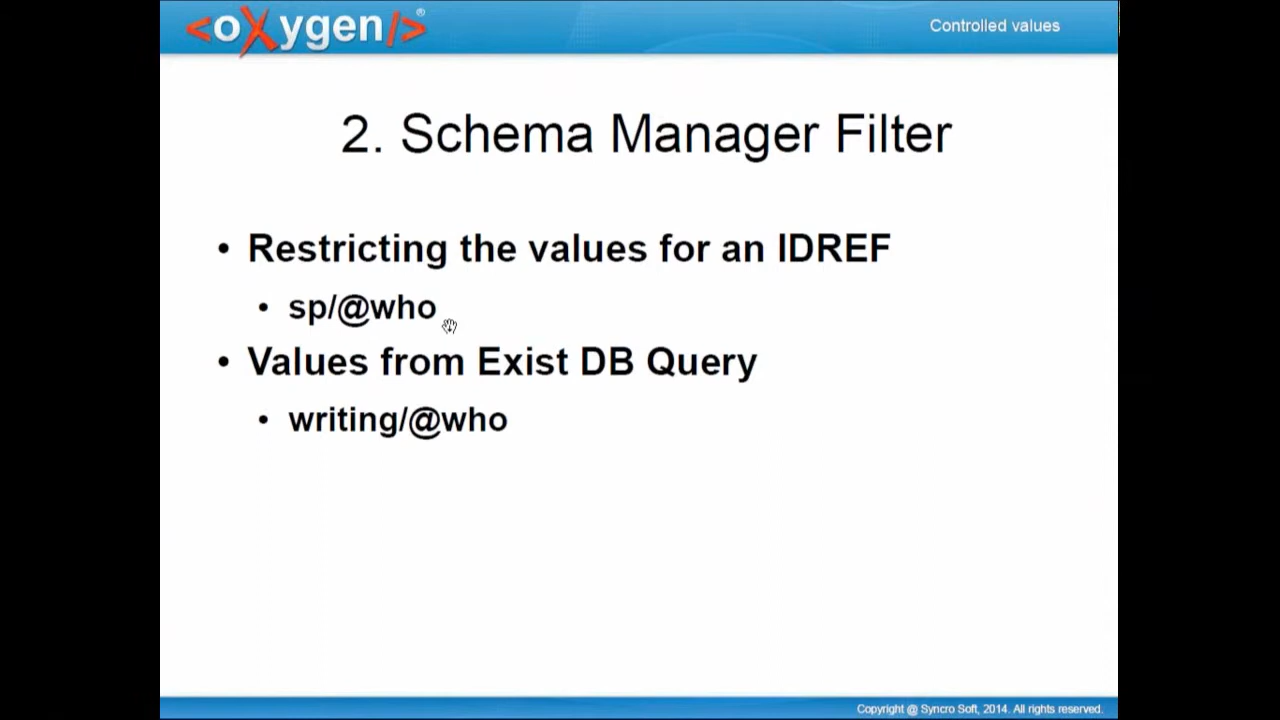 <oXygen/>®
Controlled values
2. Schema Manager Filter
• Restricting the values for an IDREF
• sp/@who
• Values from Exist DB Query
• writing/@who
Copyright @ Syncro Soft, 2014. All rights reserved.